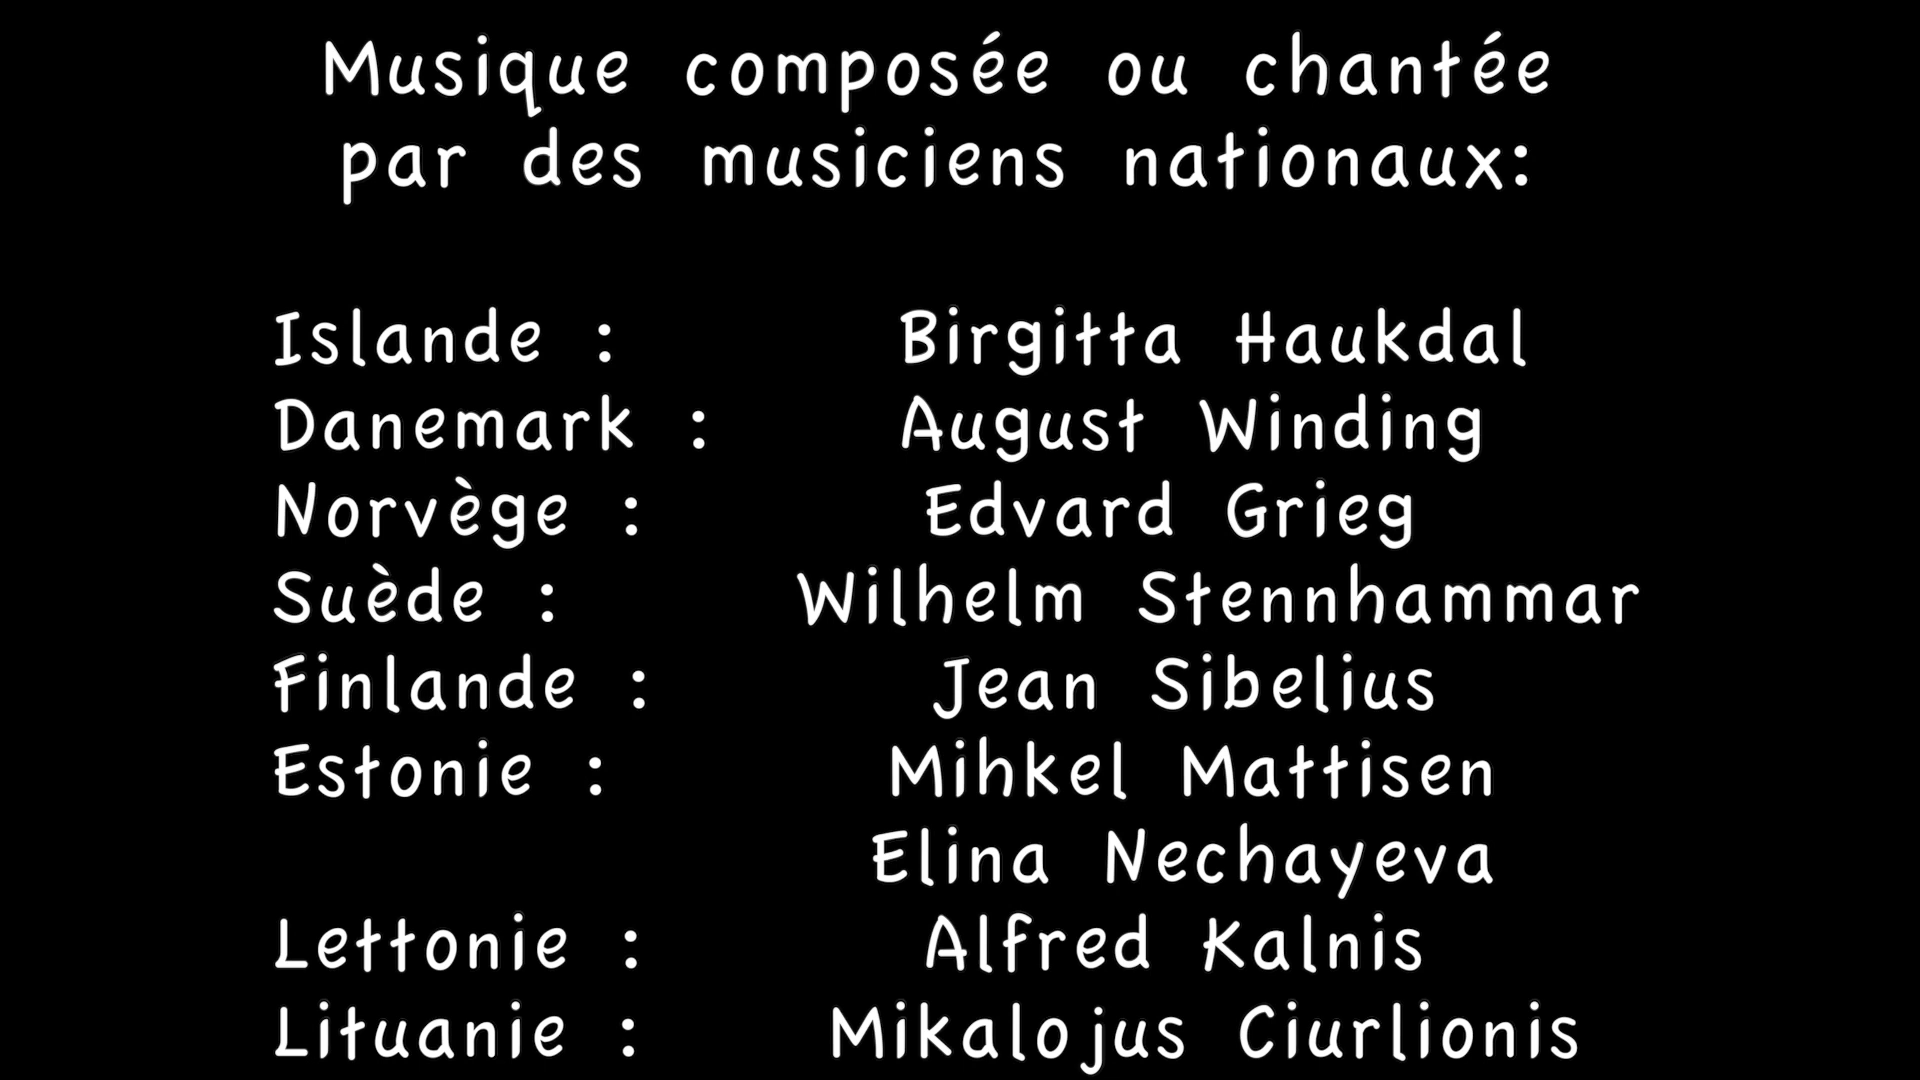 Musique composée ou chantée
par des musiciens nationaux:
Islande : Birgitta Haukdal
Danemark : August Winding
Norvège : Edvard Grieg
Suède : Wilhelm Stennhammar
Finlande : Jean Sibelius
Estonie : Mihkel Mattisen
Elina Nechayeva
Lettonie : Alfred Kalnis
Lituanie : Mikalojus Ciurlionis